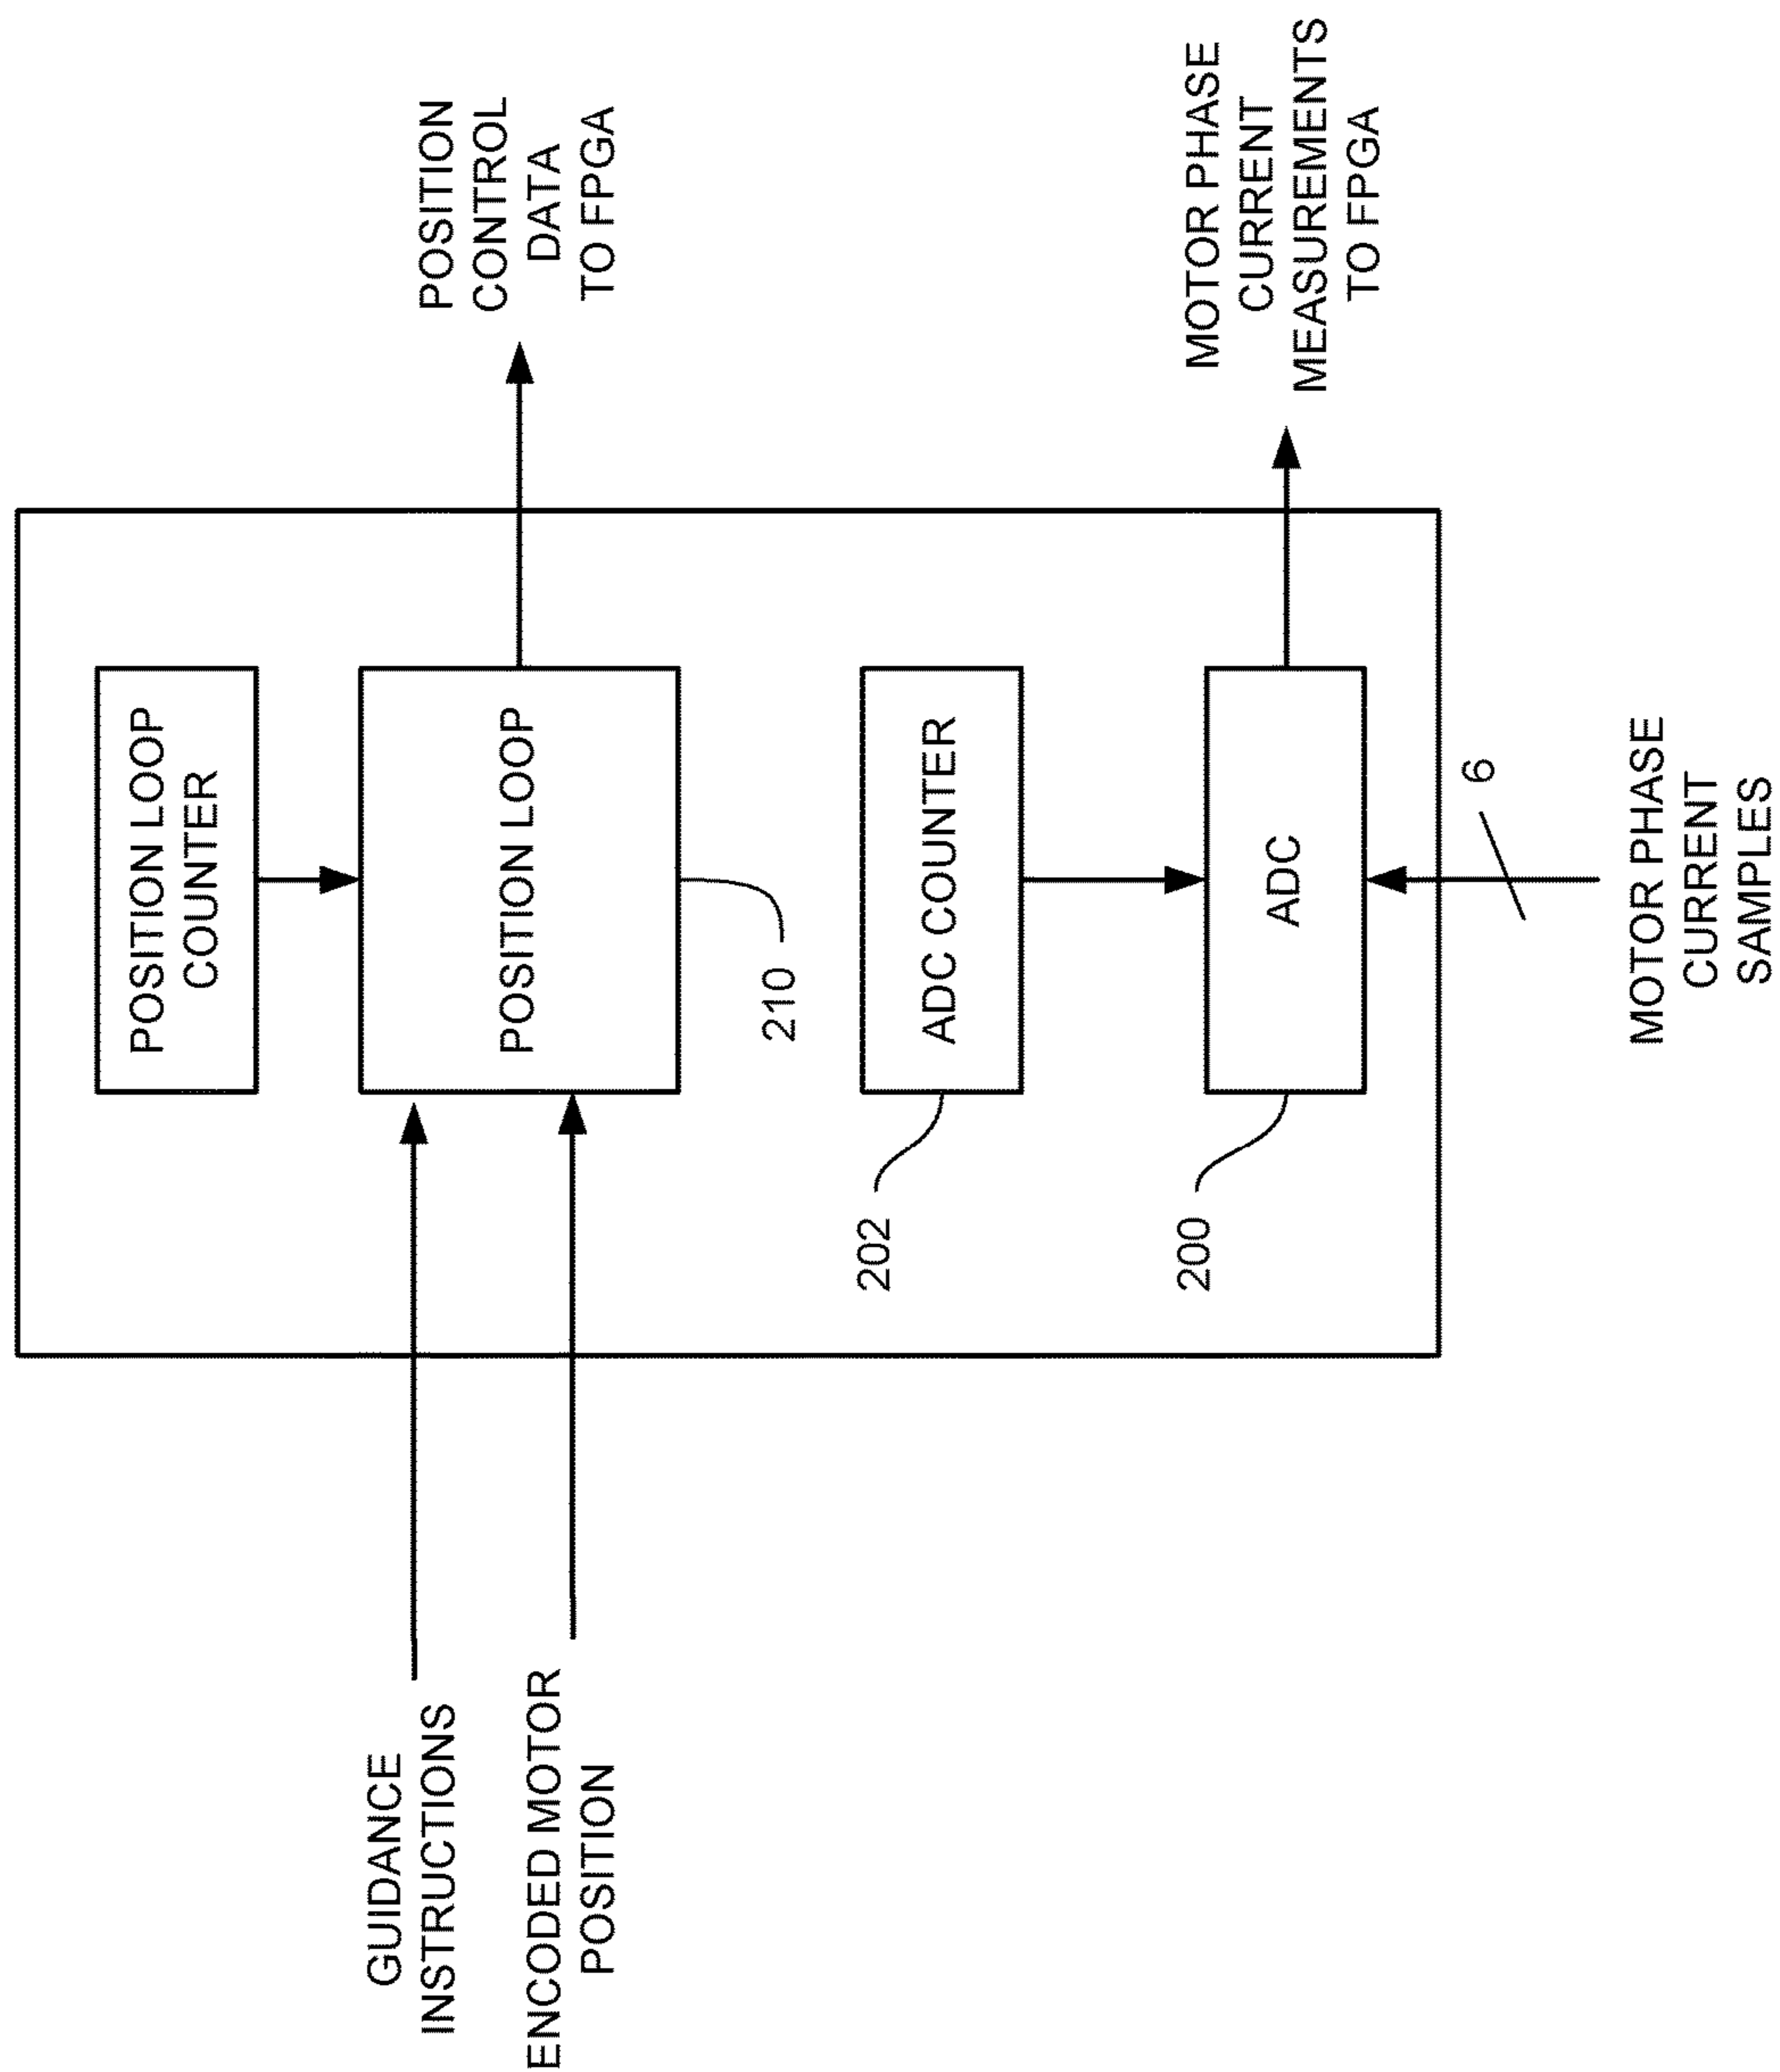 POSITION LOOP
COUNTER
GUIDANCE
INSTRUCTIONS
POSITION LOOP
POSITION
CONTROL
DATA
TO FPGA
ENCODED MOTOR
POSITION
210
202
ADC COUNTER
200
ADC
MOTOR PHASE
CURRENT
MEASUREMENTS
TO FPGA
6
MOTOR PHASE
CURRENT
SAMPLES